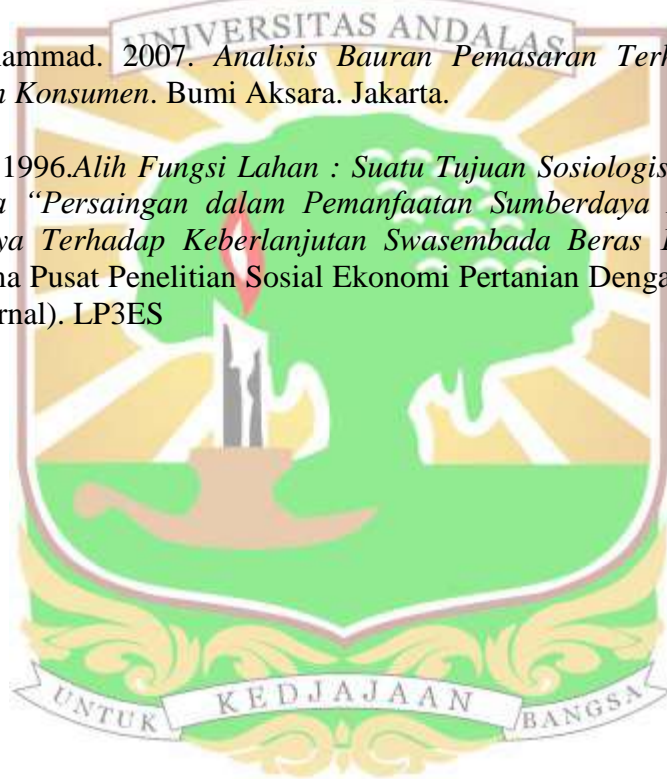 UNIVERSITAS ANDALAS
ammad. 2007. Analisis Bauran Pemasaran Terh
n Konsumen. Bumi Aksara. Jakarta.
1996.Alih Fungsi Lahan : Suatu Tujuan Sosiologis
a “Persaingan dalam Pemanfaatan Sumberdaya
ya Terhadap Keberlanjutan Swasembada Beras
na Pusat Penelitian Sosial Ekonomi Pertanian Denga
rnal). LP3ES
UNTUK KEDJAJAAN BANGSA